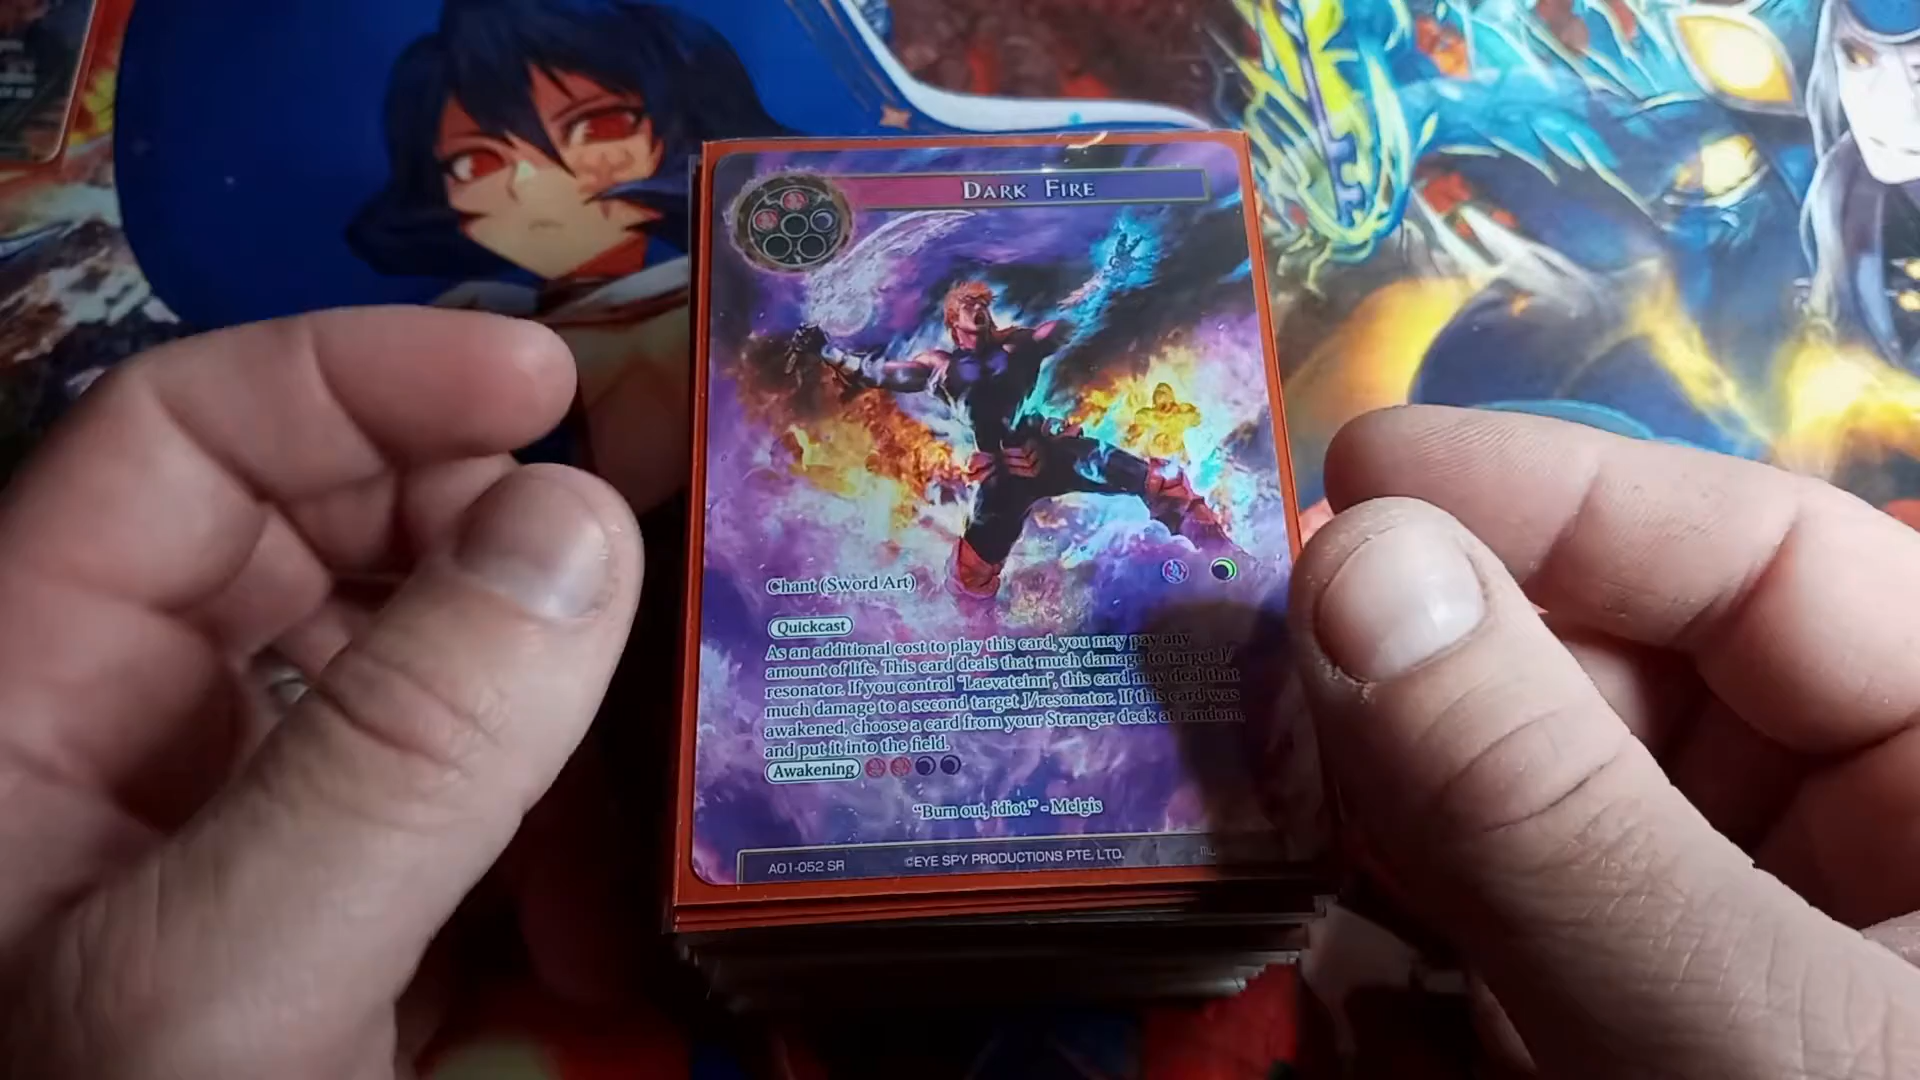 DARK FIRE
Chant (Sword Art)
Quickcast
As an additional cost to play this card, you may pay any
amount of life. This card deals that much damage to target J/
resonator. If you control "Laevateinn", this card may deal that
much damage to a second target J/resonator. If this card was
awakened, choose a card from your Stranger deck at random,
and put it into the field.
Awakening
"Burn out, idiot." - Melgis
A01-052 SR
©EYE SPY PRODUCTIONS PTE. LTD.